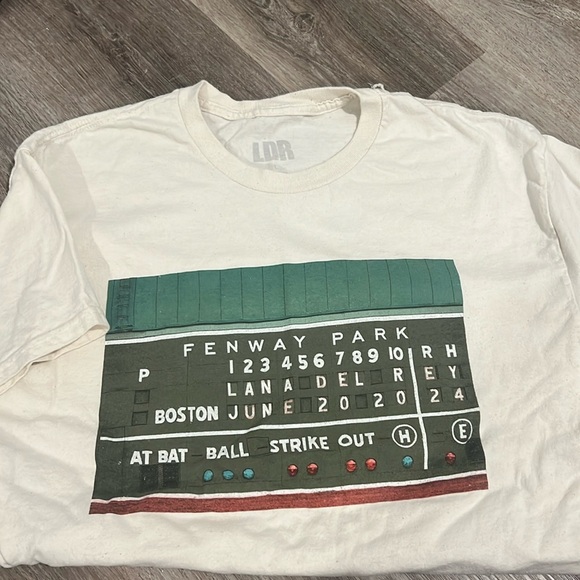 LDR
FENWAY PARK
P 1 2 3 4 5 6 7 8 9 10 R H
LANA DEL R EY
BOSTON JUNE 20 20 24
AT BAT BALL STRIKE OUT H E